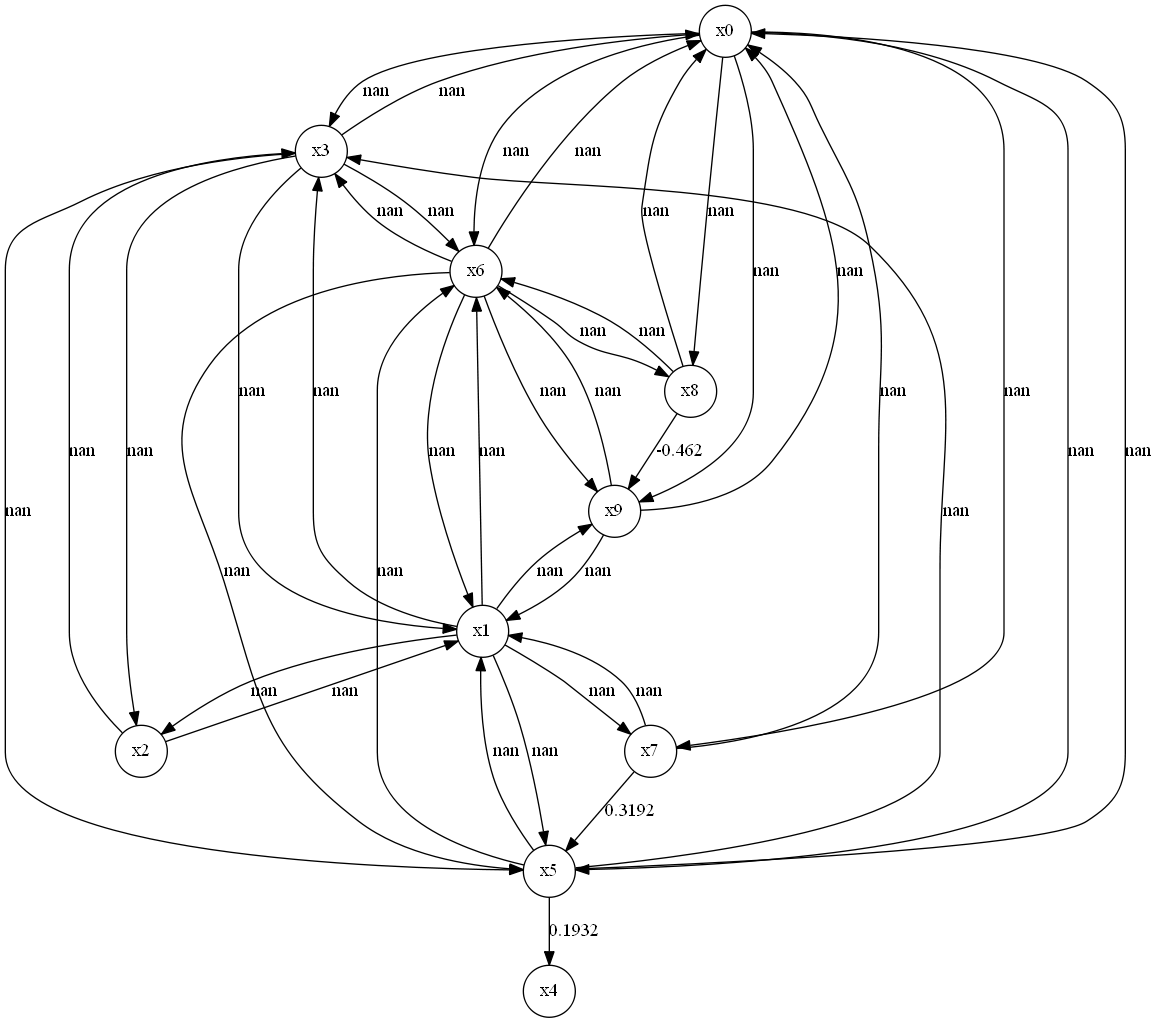 x0
nan nan
x3
nan nan
nan nan nan nan
x6
nan nan
nan nan
x8
nan nan nan nan nan nan
nan nan nan nan -0.462 nan nan
nan x9 nan
nan nan nan nan
x1
nan nan nan nan
x2 x7
nan nan
0.3192
x5
0.1932
x4